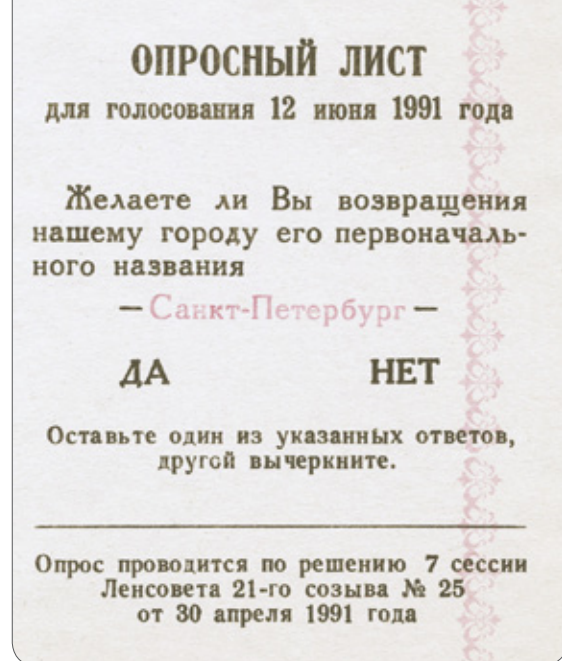 ОПРОСНЫЙ ЛИСТ
для голосования 12 июня 1991 года
Желаете ли Вы возвращения
нашему городу его первоначаль-
ного названия
— Санкт-Петербург —
ДА НЕТ
Оставьте один из указанных ответов,
другой вычеркните.
Опрос проводится по решению 7 сессии
Ленсовета 21-го созыва № 25
от 30 апреля 1991 года